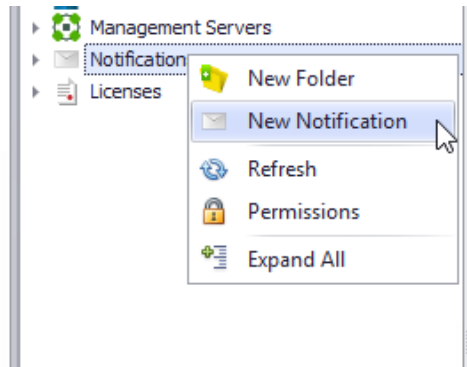 Management Servers
Notification
Licenses
New Folder
New Notification
Refresh
Permissions
Expand All